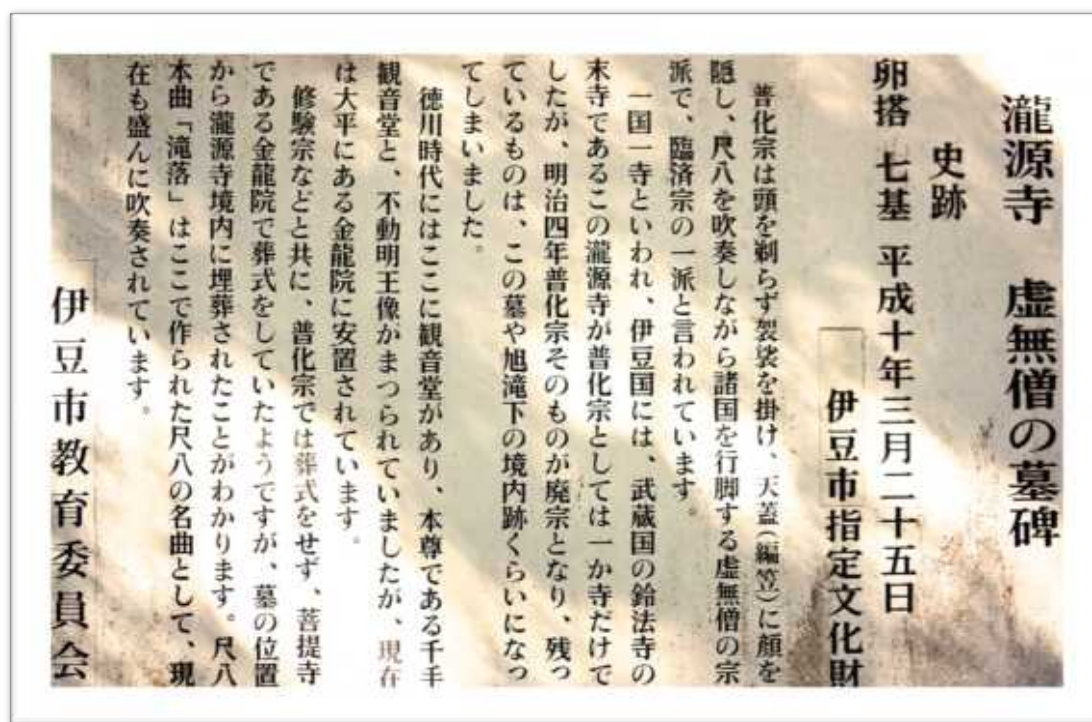 瀧源寺 虚無僧の墓碑
史跡
卵搭 七基 平成十年三月二十五日
伊豆市指定文化財
普化宗は頭を剃らず袈裟を掛け、天蓋(編笠)に顔を
隠し、尺八を吹奏しながら諸国を行脚する虚無僧の宗
派で、臨済宗の一派と言われています。
一国一寺といわれ、伊豆国には、武蔵国の鈴法寺の
末寺であるこの瀧源寺が普化宗としては一か寺だけで
したが、明治四年普化宗そのものが廃宗となり、残っ
ているものは、この墓や旭滝下の境内跡くらいになっ
てしまいました。
徳川時代にはここに観音堂があり、本尊である千手
観音堂と、不動明王像がまつられていましたが、現在
は大平にある金龍院に安置されています。
修験宗などと共に、普化宗では葬式をせず、菩提寺
である金龍院で葬式をしていたようですが、墓の位置
から瀧源寺境内に埋葬されたことがわかります。尺八
本曲「滝落」はここで作られた尺八の名曲として、現
在も盛んに吹奏されています。
伊豆市教育委員会